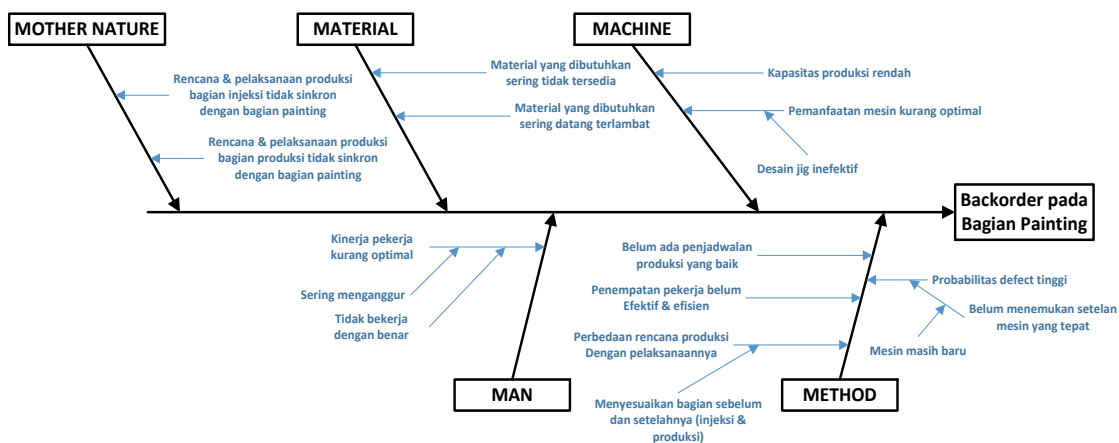 MOTHER NATURE
MATERIAL
MACHINE
Rencana & pelaksanaan produksi
bagian injeksi tidak sinkron
dengan bagian painting
Rencana & pelaksanaan produksi
bagian produksi tidak sinkron
dengan bagian painting
Material yang dibutuhkan
sering tidak tersedia
Material yang dibutuhkan
sering datang terlambat
Kapasitas produksi rendah
Pemanfaatan mesin kurang optimal
Desain jig inefektif
Backorder pada
Bagian Painting
Kinerja pekerja
kurang optimal
Sering menganggur
Tidak bekerja
dengan benar
Belum ada penjadwalan
produksi yang baik
Penempatan pekerja belum
Efektif & efisien
Perbedaan rencana produksi
Dengan pelaksanaannya
Menyesuaikan bagian sebelum
dan setelahnya (injeksi &
produksi)
Probabilitas defect tinggi
Belum menemukan setelan
mesin yang tepat
Mesin masih baru
MAN
METHOD